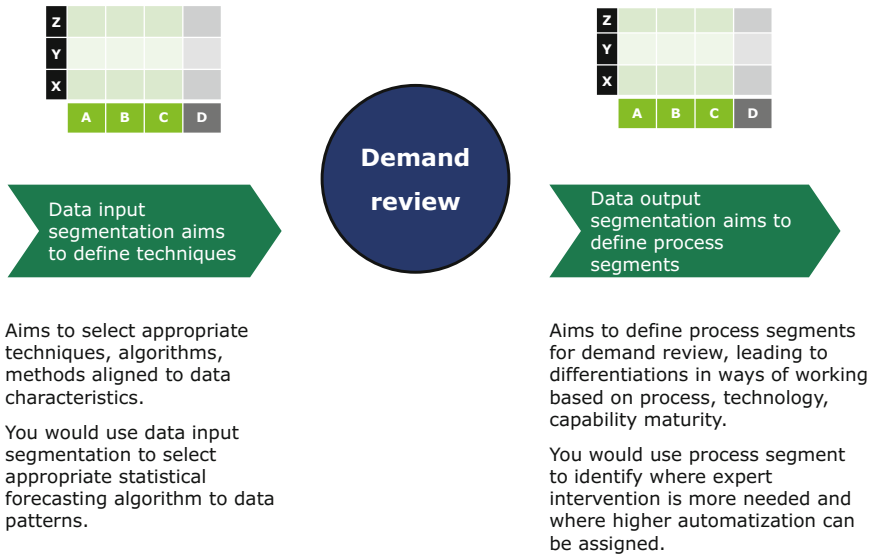 Z
Y
X
A B C D
Data input
segmentation aims
to define techniques
Aims to select appropriate
techniques, algorithms,
methods aligned to data
characteristics.
You would use data input
segmentation to select
appropriate statistical
forecasting algorithm to data
patterns.
Demand
review
Z
Y
X
A B C D
Data output
segmentation aims to
define process
segments
Aims to define process segments
for demand review, leading to
differentiations in ways of working
based on process, technology,
capability maturity.
You would use process segment
to identify where expert
intervention is more needed and
where higher automatization can
be assigned.